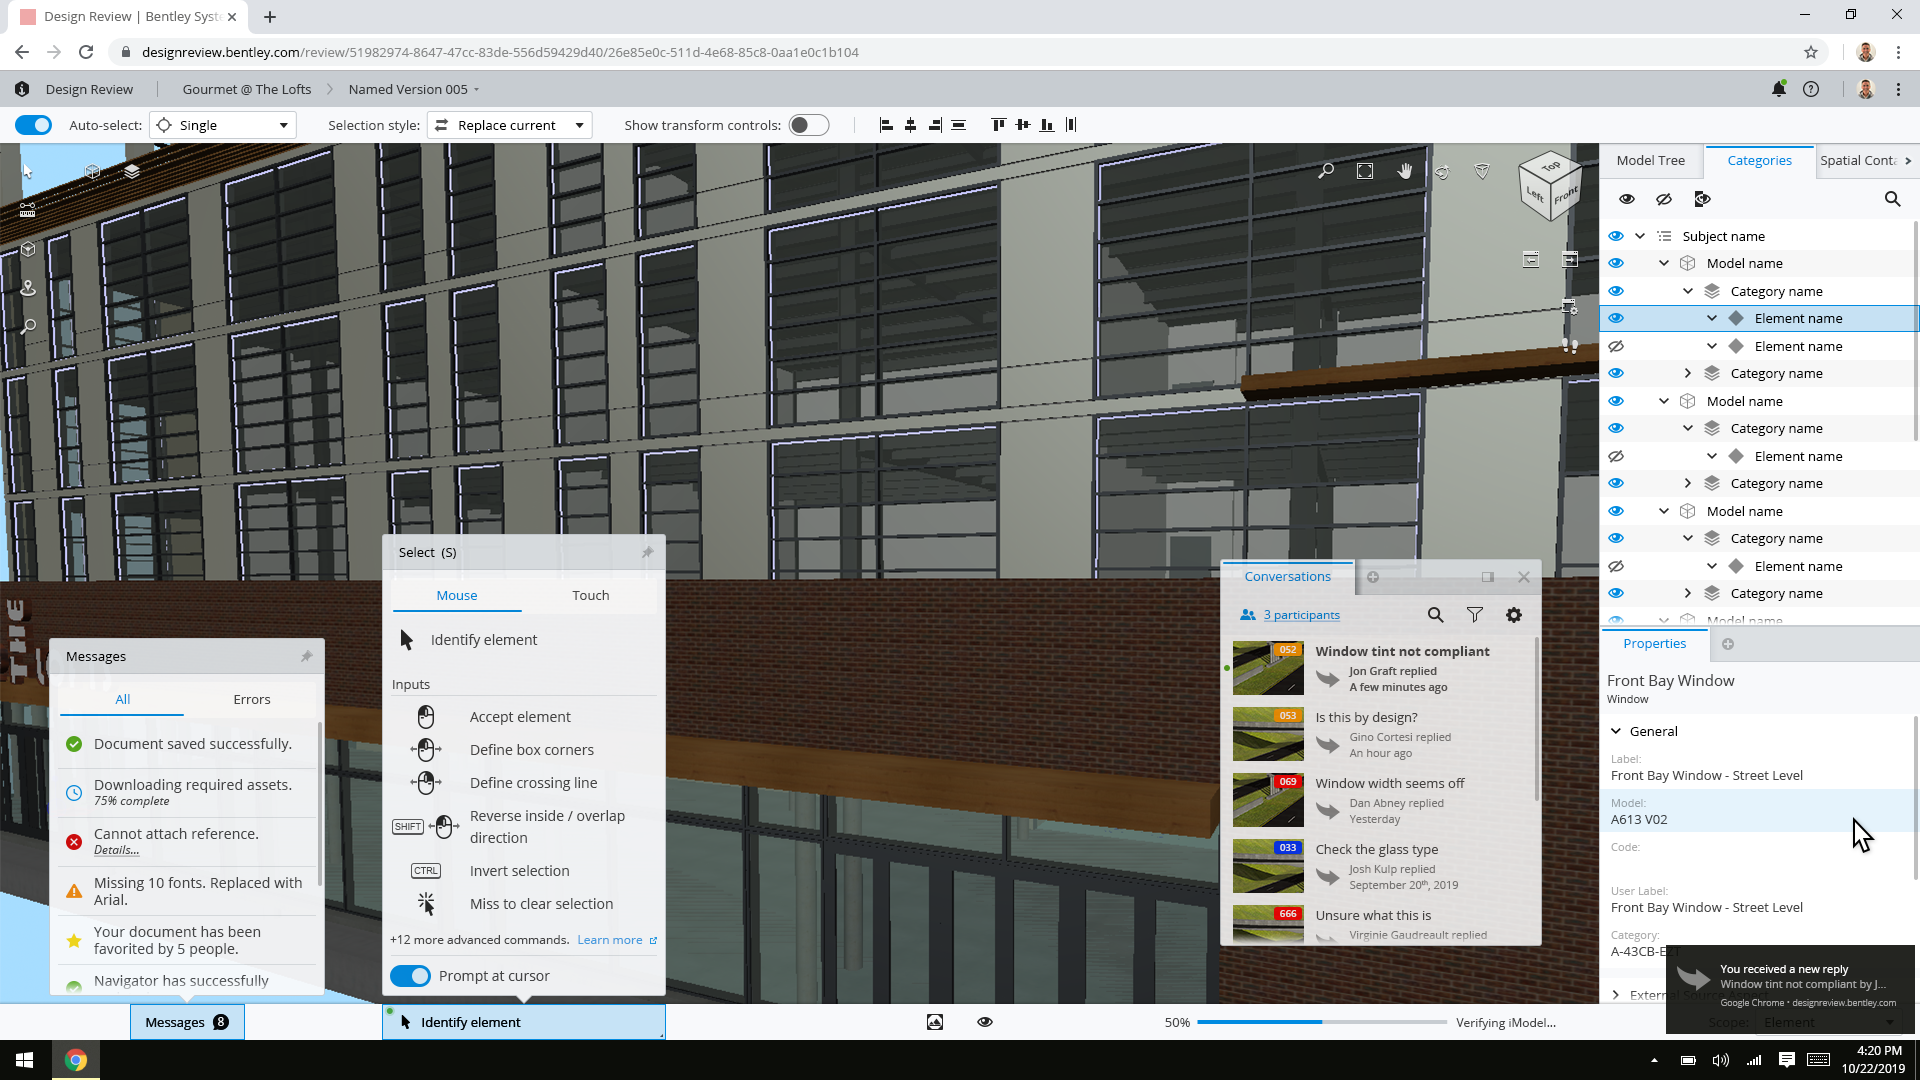 Design Review | Bentley Syst
designreview.bentley.com/review/51982974-8647-47cc-83de-556d59429d40/26e85e0c-511d-4e68-85c8-0aa1e0c1b104
Design Review
Gourmet @ The Lofts
Named Version 005
Auto-select:
Single
Selection style:
Replace current
Show transform controls:
Top
Left
Front
Model Tree
Categories
Spatial Conta
Subject name
Model name
Category name
Element name
Element name
Category name
Model name
Category name
Element name
Category name
Model name
Category name
Element name
Category name
Model name
Properties
Front Bay Window
Window
General
Label:
Front Bay Window - Street Level
Model:
A613 V02
Code:
User Label:
Front Bay Window - Street Level
Category:
A-43CB-EZ
External Source
Scope:
Element
You received a new reply
Window tint not compliant by J...
Google Chrome • designreview.bentley.com
Conversations
3 participants
052
Window tint not compliant
Jon Graft replied
A few minutes ago
053
Is this by design?
Gino Cortesi replied
An hour ago
069
Window width seems off
Dan Abney replied
Yesterday
033
Check the glass type
Josh Kulp replied
September 20th, 2019
666
Unsure what this is
Virginie Gaudreault replied
Select (S)
Mouse
Touch
Identify element
Inputs
Accept element
Define box corners
Define crossing line
SHIFT
Reverse inside / overlap
direction
CTRL
Invert selection
Miss to clear selection
+12 more advanced commands.
Learn more
Prompt at cursor
Messages
All
Errors
Document saved successfully.
Downloading required assets.
75% complete
Cannot attach reference.
Details...
Missing 10 fonts. Replaced with
Arial.
Your document has been
favorited by 5 people.
Navigator has successfully
Messages 8
Identify element
50%
Verifying iModel...
4:20 PM
10/22/2019